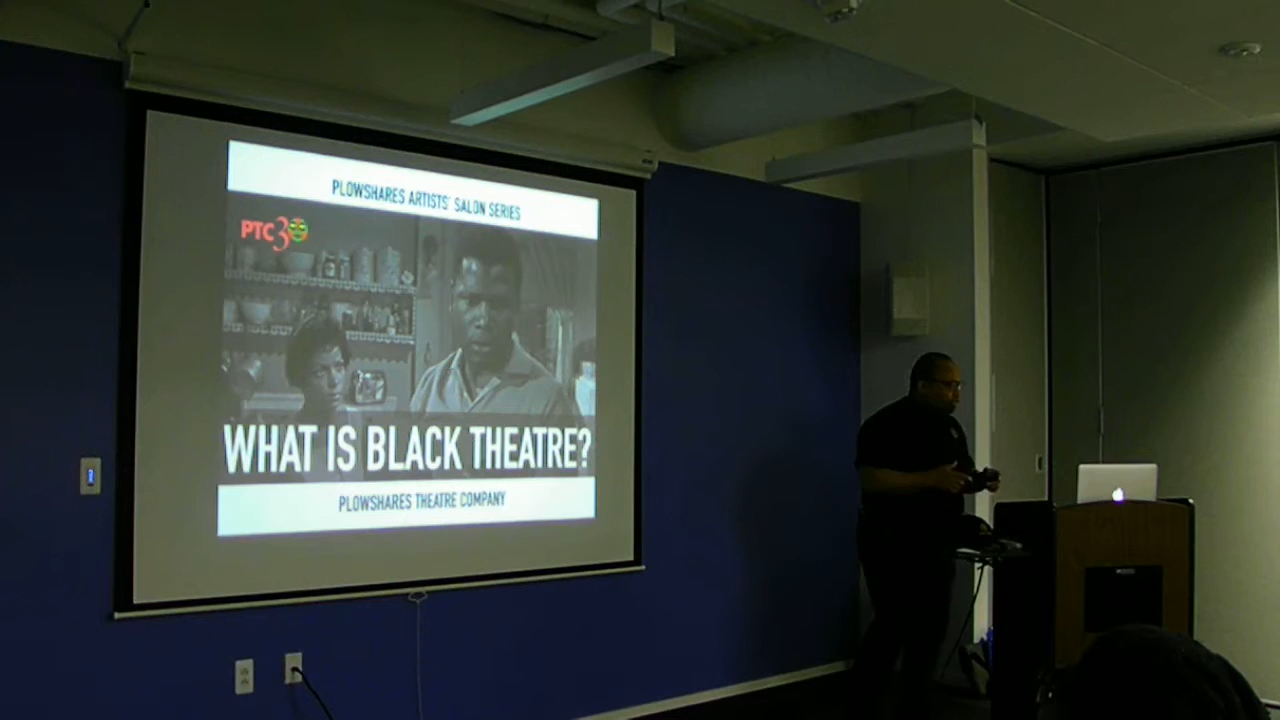 PLOWSHARES ARTISTS' SALON SERIES
PTC30
WHAT IS BLACK THEATRE?
PLOWSHARES THEATRE COMPANY